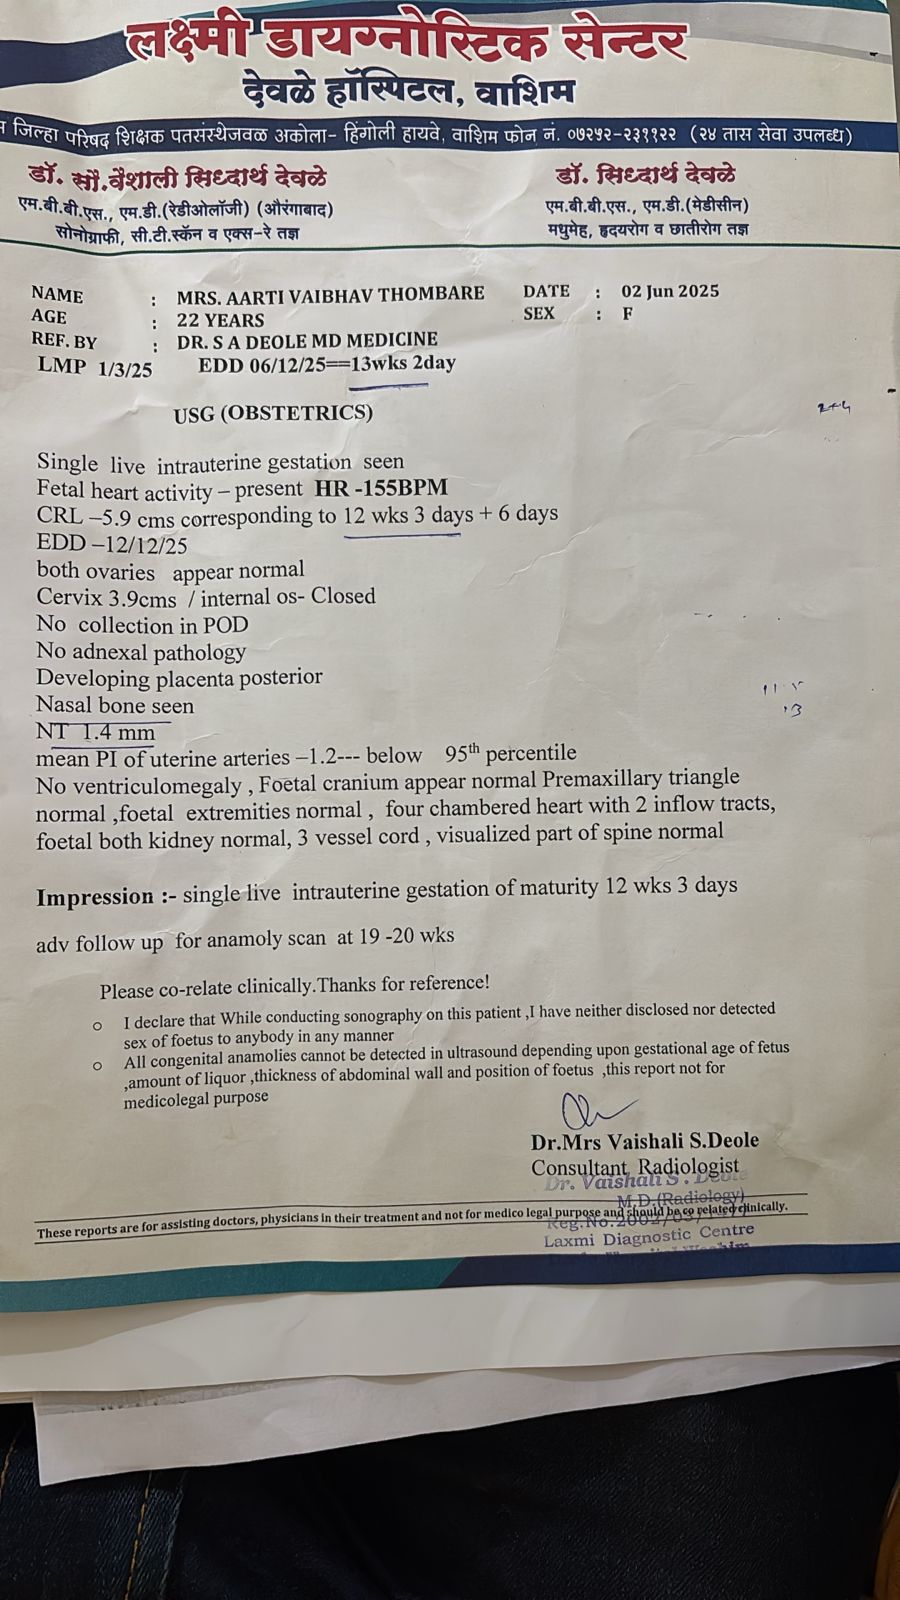 लक्ष्मी डायग्नोस्टिक सेन्टर
देवळे हॉस्पिटल, वाशिम
जिल्हा परिषद शिक्षक पतसंस्थेजवळ अकोला- हिंगोली हायवे, वाशिम फोन नं. ०७२५२-२३११२२ (२४ तास सेवा उपलब्ध)
डॉ. सौ.वैशाली सिध्दार्थ देवळे
एम.बी.बी.एस., एम.डी.(रेडीओलॉजी) (औरंगाबाद)
सोनोग्राफी, सी.टी.स्कॅन व एक्स-रे तज्ञ
डॉ. सिध्दार्थ देवळे
एम.बी.बी.एस., एम.डी.(मेडीसीन)
मधुमेह, हृदयरोग व छातीरोग तज्ञ
NAME : MRS. AARTI VAIBHAV THOMBARE DATE : 02 Jun 2025
AGE : 22 YEARS SEX : F
REF. BY : DR. S A DEOLE MD MEDICINE
LMP 1/3/25 EDD 06/12/25==13wks 2day
USG (OBSTETRICS)
Single live intrauterine gestation seen
Fetal heart activity – present HR -155BPM
CRL –5.9 cms corresponding to 12 wks 3 days + 6 days
EDD –12/12/25
both ovaries appear normal
Cervix 3.9cms / internal os- Closed
No collection in POD
No adnexal pathology
Developing placenta posterior
Nasal bone seen
NT 1.4 mm
mean PI of uterine arteries –1.2--- below 95th percentile
No ventriculomegaly , Foetal cranium appear normal Premaxillary triangle
normal ,foetal extremities normal , four chambered heart with 2 inflow tracts,
foetal both kidney normal, 3 vessel cord , visualized part of spine normal
Impression :- single live intrauterine gestation of maturity 12 wks 3 days
adv follow up for anamoly scan at 19 -20 wks
Please co-relate clinically.Thanks for reference!
o I declare that While conducting sonography on this patient ,I have neither disclosed nor detected
sex of foetus to anybody in any manner
o All congenital anamolies cannot be detected in ultrasound depending upon gestational age of fetus
,amount of liquor ,thickness of abdominal wall and position of foetus ,this report not for
medicolegal purpose
Dr.Mrs Vaishali S.Deole
Consultant Radiologist
Dr. Vaishali S. Deole
M.D.(Radiology)
These reports are for assisting doctors, physicians in their treatment and not for medico legal purpose and should be co related clinically.
Reg.No.2002/03/
Laxmi Diagnostic Centre